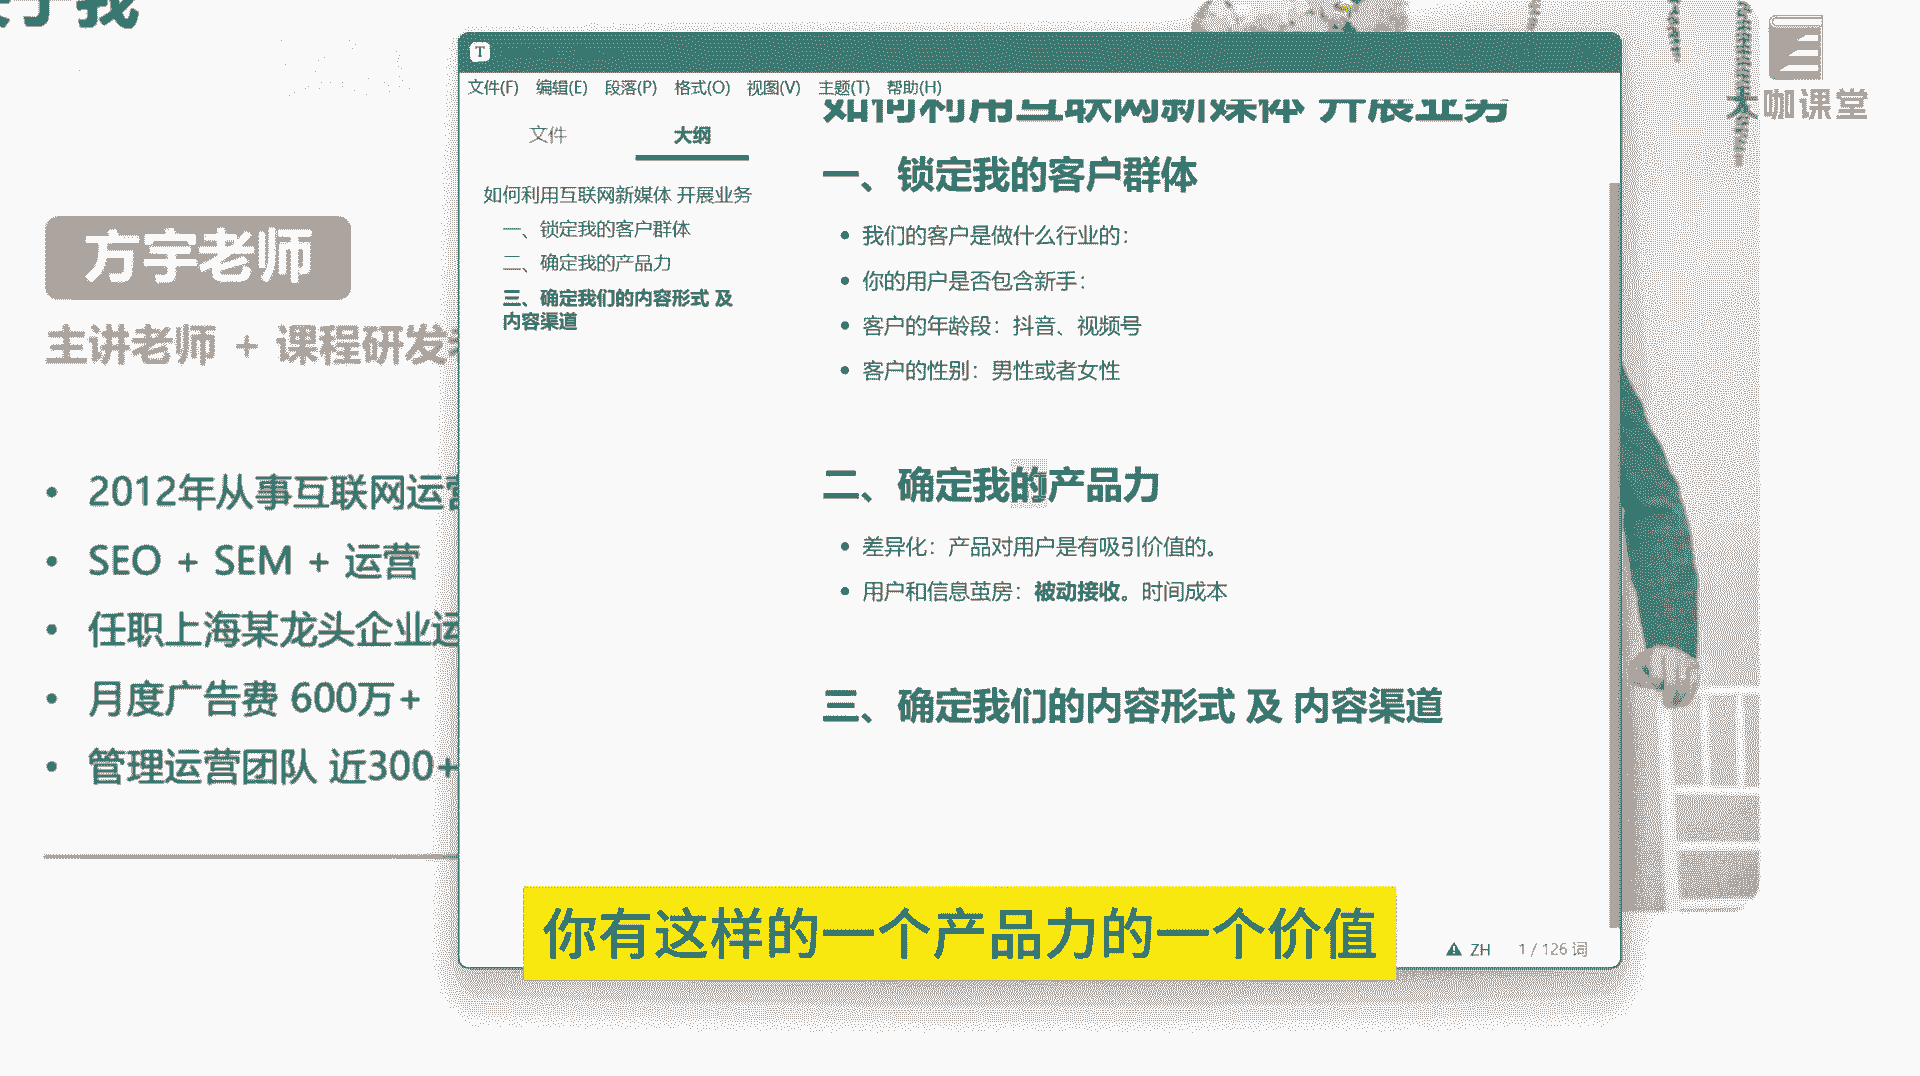 于我
方宇老师
主讲老师 + 课程研发
2012年从事互联网运营
SEO + SEM + 运营
任职上海某龙头企业运
月度广告费 600万+
管理运营团队 近300+
T
文件(F) 编辑(E) 段落(P) 格式(O) 视图(V) 主题(T) 帮助(H)
文件 大纲
如何利用互联网新媒体 开展业务
一、锁定我的客户群体
二、确定我的产品力
三、确定我们的内容形式 及
内容渠道
如何利用互联网新媒体 开展业务
一、锁定我的客户群体
我们的客户是做什么行业的：
你的用户是否包含新手：
客户的年龄段：抖音、视频号
客户的性别：男性或者女性
二、确定我的产品力
差异化：产品对用户是有吸引价值的。
用户和信息茧房：被动接收。时间成本
三、确定我们的内容形式 及 内容渠道
ZH 1 / 126 词
你有这样的一个产品力的一个价值
大咖课堂